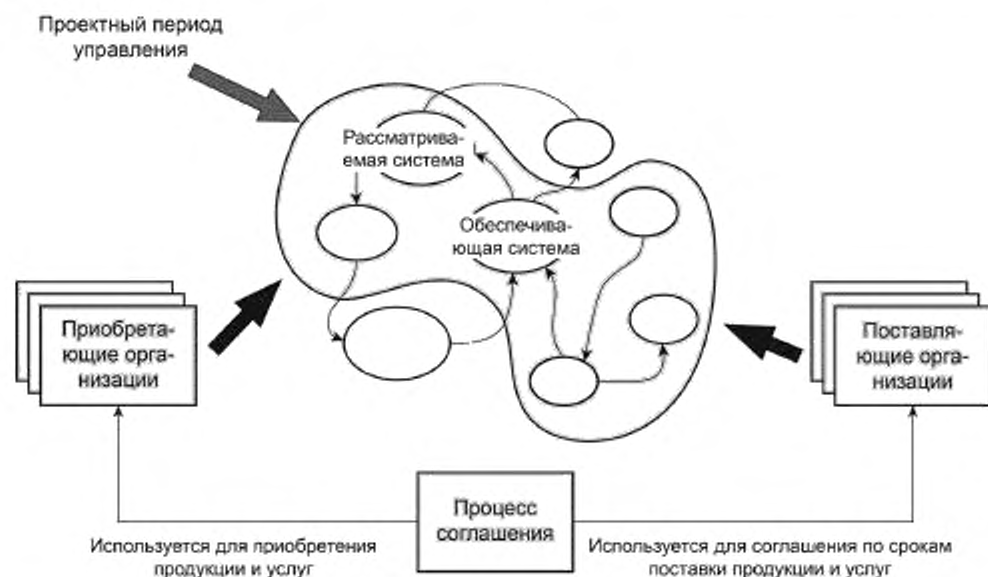 Проектный период
управления
Рассматрива-
емая система
Обеспечива-
ющая система
Приобрета-
ющие орга-
низации
Поставля-
ющие орга-
низации
Процесс
соглашения
Используется для приобретения
продукции и услуг
Используется для соглашения по срокам
поставки продукции и услуг